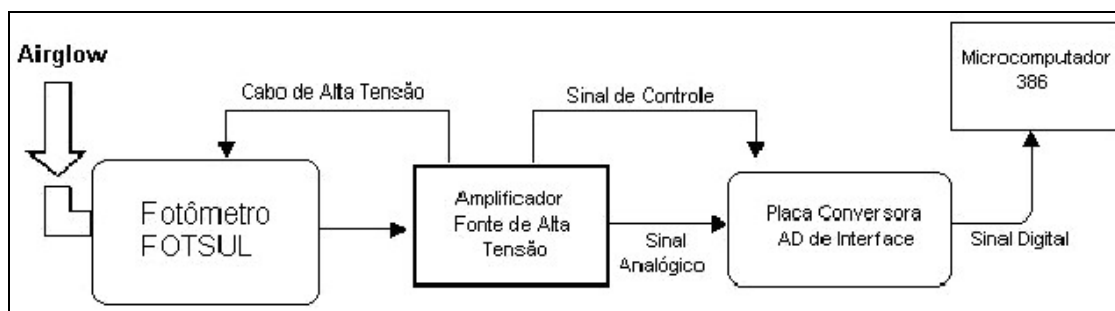 Airglow
Cabo de Alta Tensão
Sinal de Controle
Microcomputador
386
Fotômetro
FOTSUL
Amplificador
Fonte de Alta
Tensão
Sinal
Analógico
Placa Conversora
AD de Interface
Sinal Digital